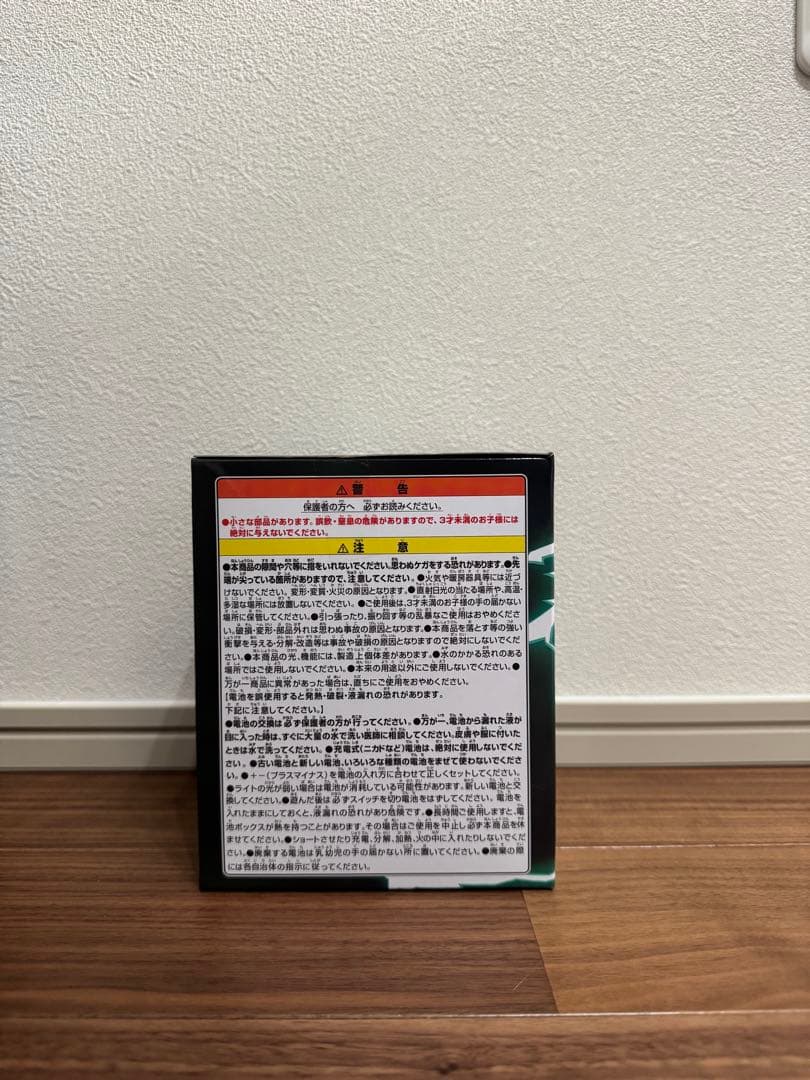 ⚠警 告
保護者の方へ 必ずお読みください。
●小さな部品があります。誤飲・窒息の危険がありますので、3才未満のお子様には
絶対に与えないでください。
⚠注 意
●本商品の隙間や穴等に指をいれないでください。思わぬケガをする恐れがあります。●先
端が尖っている箇所がありますので、注意してください。●火気や暖房器具等には近づ
けないでください。変形・変質・火災の原因となります。●直射日光の当たる場所や、高温・
多湿な場所には放置しないでください。●ご使用後は、3才未満のお子様の手の届かない
場所に保管してください。●引っ張ったり、振り回す等の乱暴なご使用はおやめくださ
い。破損・変形・部品外れは思わぬ事故の原因となります。●本商品を落とす等の強い
衝撃を与える・分解・改造等は事故や破損の原因となりますので絶対にしないでくだ
さい。●本商品の光、機能には、製造上個体差があります。●水のかかる恐れのある
場所ではご使用しないでください。●本来の用途以外にご使用しないでください。●
万が一商品に異常があった場合は、直ちにご使用をおやめください。
【電池を誤使用すると発熱・破裂・液漏れの恐れがあります。
下記に注意してください。】
●電池の交換は必ず保護者の方が行ってください。●万が一、電池から漏れた液が
目に入った時は、すぐに大量の水で洗い医師に相談してください。皮膚や服に付いた
ときは水で洗ってください。●充電式(ニカドなど)電池は、絶対に使用しないでくだ
さい。●古い電池と新しい電池、いろいろな種類の電池をまぜて使わないでくださ
い。●+-(プラスマイナス)を電池の入れ方に合わせて正しくセットしてください。
●ライトの光が弱い場合は電池が消耗している可能性があります。新しい電池と交
換してください。●遊んだ後は必ずスイッチを切り電池をはずしてください。電池を
入れたままにしておくと、液漏れの恐れがあり危険です。●長時間ご使用しますと、電
池ボックスが熱を持つことがあります。その場合はご使用を中止し必ず本商品を休
ませてください。●ショートさせたり充電、分解、加熱、火の中に入れたりしないでくだ
さい。●廃棄する電池は乳幼児の手の届かない所に置いてください。●廃棄の際
には各自治体の指示に従ってください。